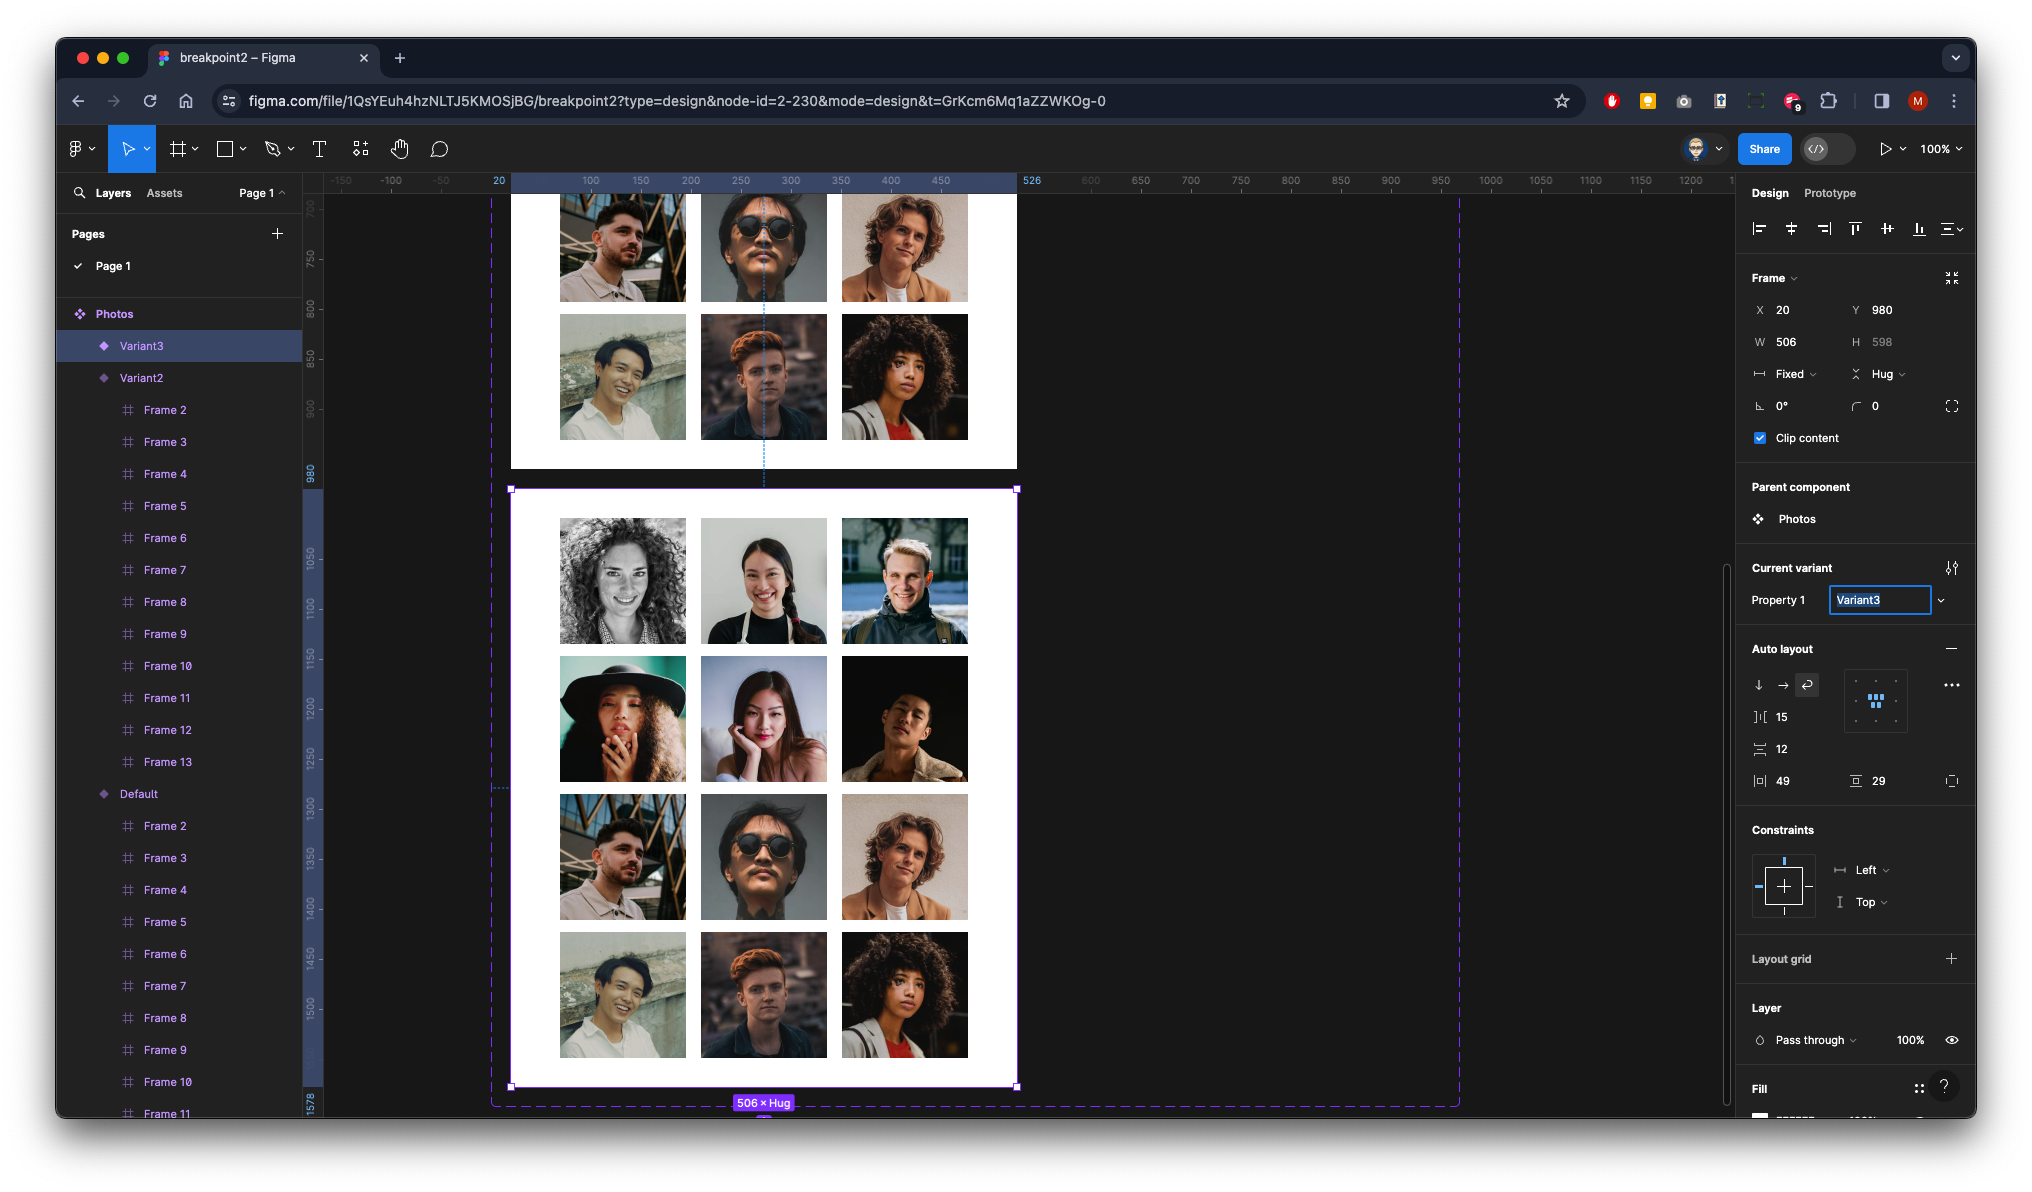 breakpoint2 – Figma
figma.com/file/1QsYEuh4hzNLTJ5KMOSjBG/breakpoint2?type=design&node-id=2-230&mode=design&t=GrKcm6Mq1aZZWKOg-0
9
M
Share
100%
Layers Assets Page 1
-150 -100 -50 20 100 150 200 250 300 350 400 450 526 600 650 700 750 800 850 900 950 1000 1050 1100 1150 1200
Design Prototype
Pages
Page 1
Photos
Variant3
Variant2
Frame 2
Frame 3
Frame 4
Frame 5
Frame 6
Frame 7
Frame 8
Frame 9
Frame 10
Frame 11
Frame 12
Frame 13
Default
Frame 2
Frame 3
Frame 4
Frame 5
Frame 6
Frame 7
Frame 8
Frame 9
Frame 10
Frame 11
700
750
800
850
900
980
1050
1100
1150
1200
1250
1300
1350
1400
1450
1500
1578
506 × Hug
Frame
X 20 Y 980
W 506 H 598
Fixed Hug
0° 0
Clip content
Parent component
Photos
Current variant
Property 1 Variant3
Auto layout
15
12
49 29
Constraints
Left
Top
Layout grid
Layer
Pass through 100%
Fill
?